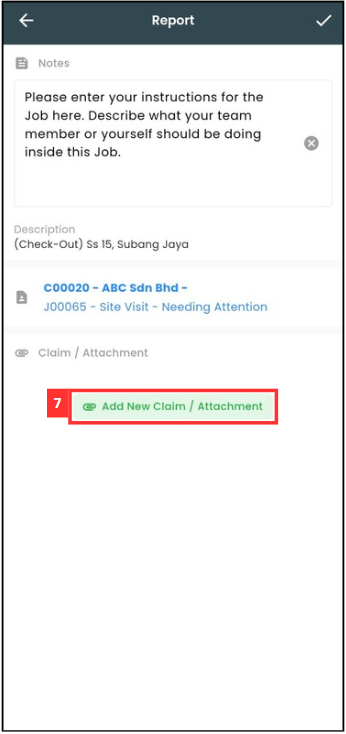 Report
Notes
Please enter your instructions for the
Job here. Describe what your team
member or yourself should be doing
inside this Job.
Description
(Check-Out) Ss 15, Subang Jaya
C00020 - ABC Sdn Bhd -
J00065 - Site Visit - Needing Attention
Claim / Attachment
7 Add New Claim / Attachment